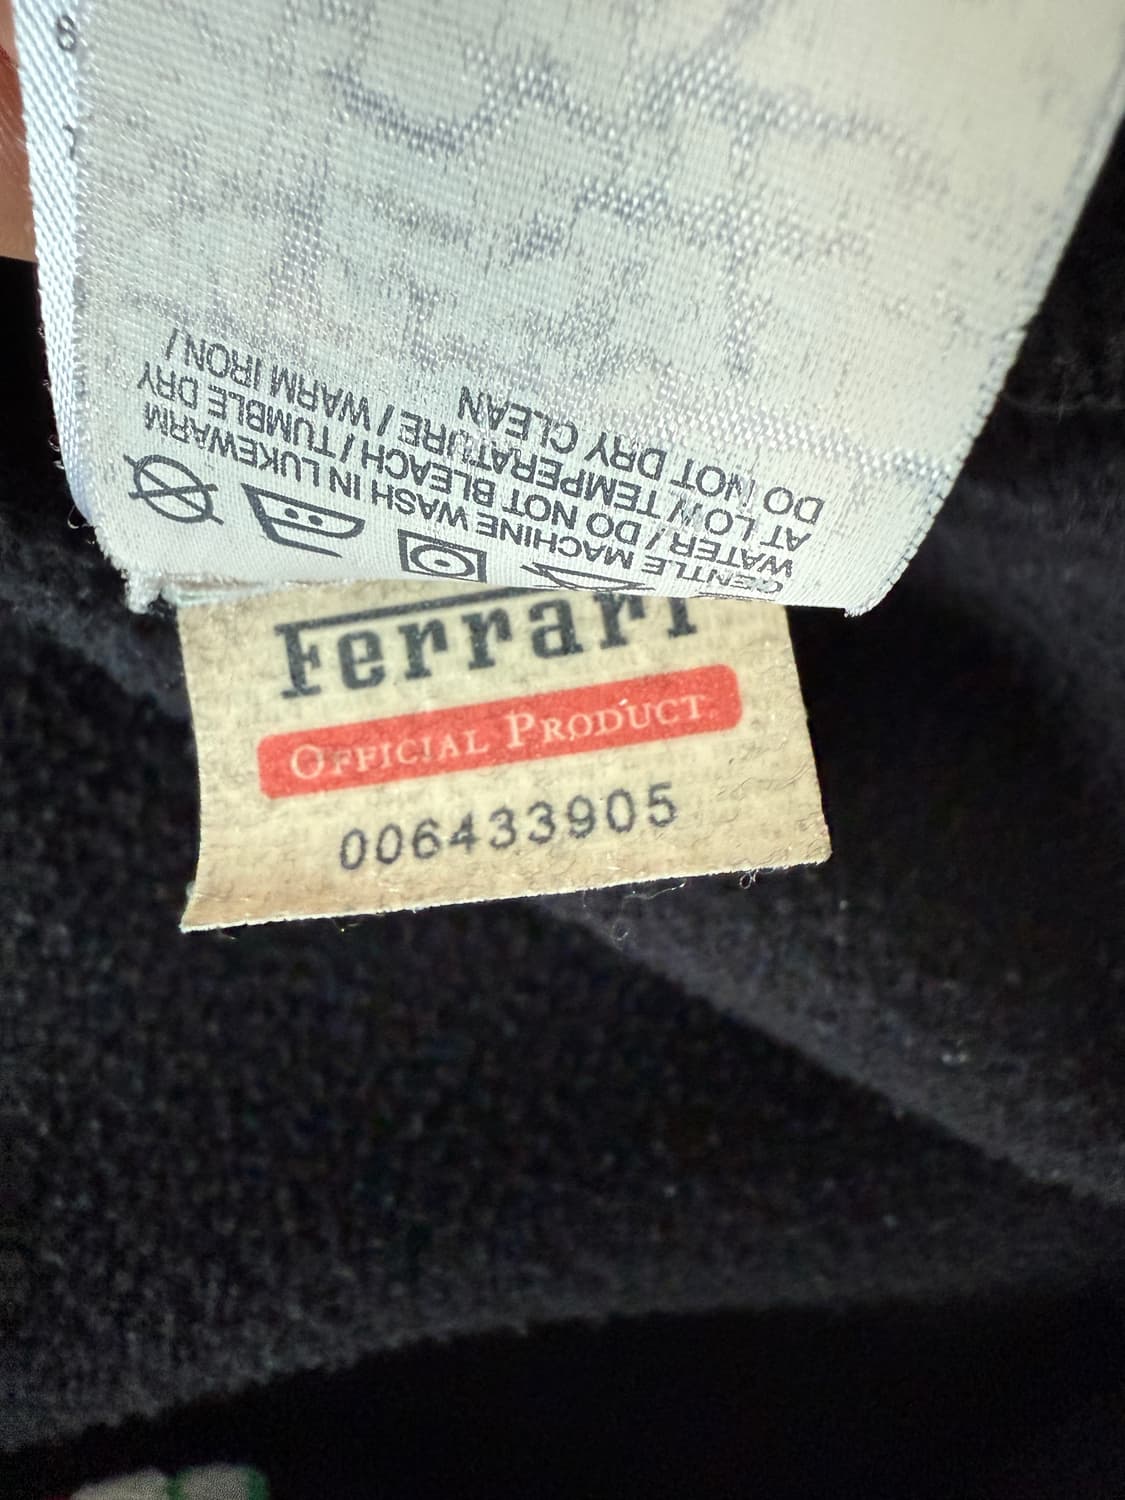 GENTLE MACHINE WASH IN LUKEWARM
WATER / DO NOT BLEACH / TUMBLE DRY
AT LOW TEMPERATURE / WARM IRON /
DO NOT DRY CLEAN
Ferrari
OFFICIAL PRODUCT
006433905